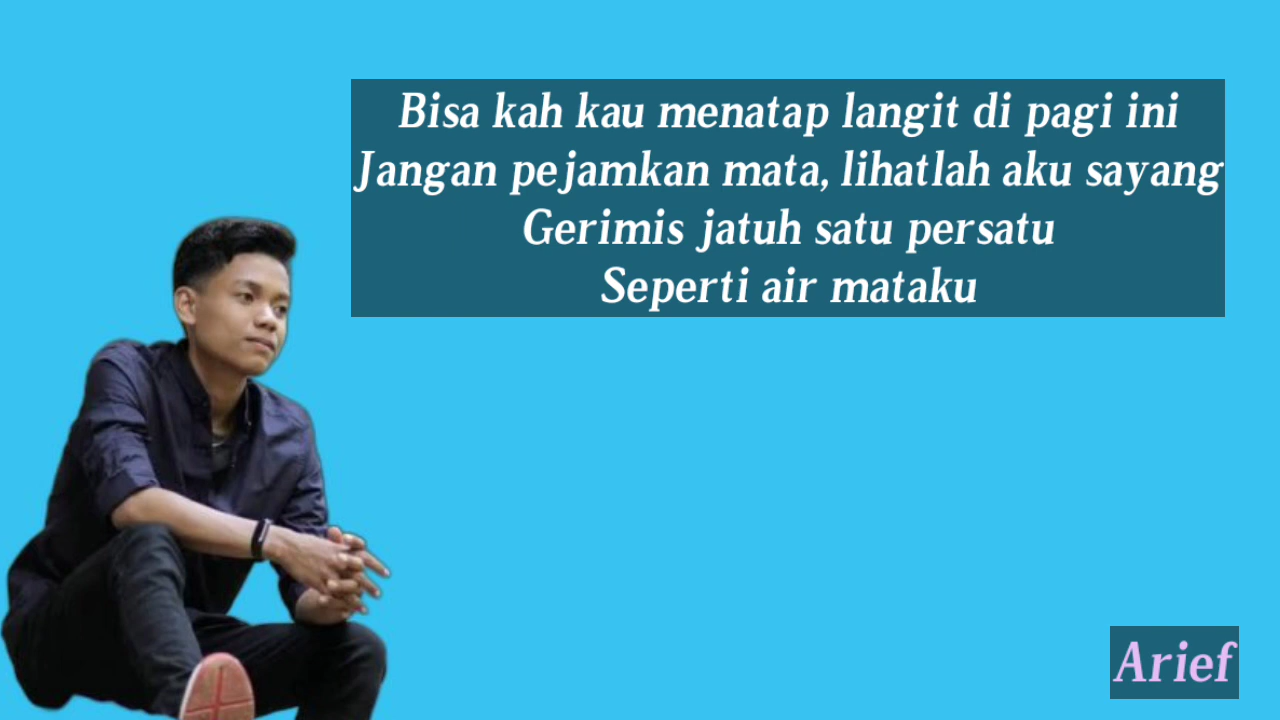 Bisa kah kau menatap langit di pagi ini
Jangan pejamkan mata, lihatlah aku sayang
Gerimis jatuh satu persatu
Seperti air mataku
Arief